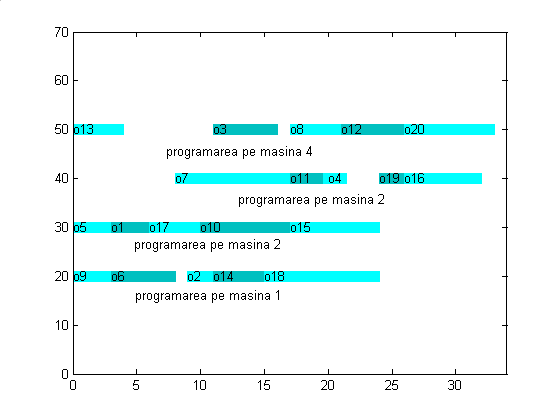 70
60
50
o13 o3 o8 o12 o20
programarea pe masina 4
40
o7 o11 o4 o19 o16
programarea pe masina 2
30
o5 o1 o17 o10 o15
programarea pe masina 2
20
o9 o6 o2 o14 o18
programarea pe masina 1
10
0
0 5 10 15 20 25 30